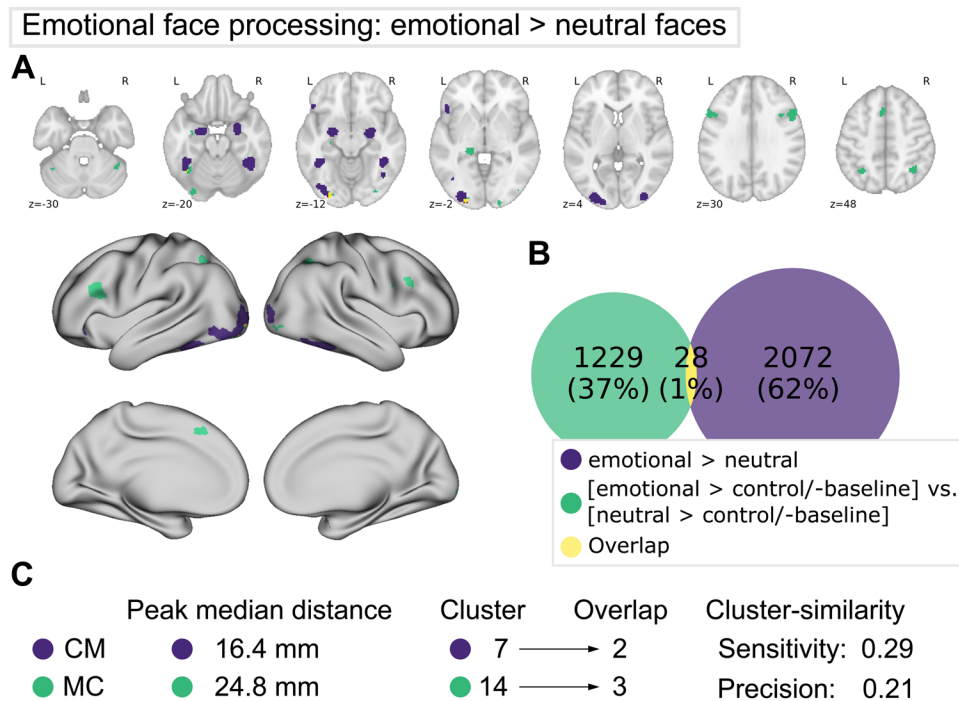 Emotional face processing: emotional > neutral faces
A
L R L R L R L R L R L R L R
z=-30 z=-20 z=-12 z=-2 z=4 z=30 z=48
B
1229 28 2072
(37%) (1%) (62%)
emotional > neutral
[emotional > control/-baseline] vs.
[neutral > control/-baseline]
Overlap
C
Peak median distance Cluster Overlap Cluster-similarity
CM 16.4 mm 7 2 Sensitivity: 0.29
MC 24.8 mm 14 3 Precision: 0.21